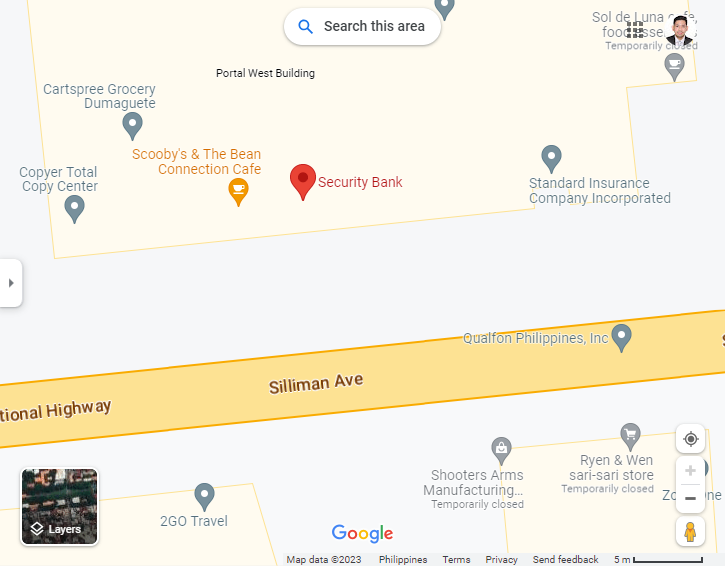 Search this area
Sol de Luna cafe,
Temporarily closed
Portal West Building
Cartspree Grocery
Dumaguete
Scooby's & The Bean
Connection Cafe
Copyer Total
Copy Center
Security Bank
Standard Insurance
Company Incorporated
Qualfon Philippines, Inc
Silliman Ave
tional Highway
Ryen & Wen
sari-sari store
Temporarily closed
Shooters Arms
Manufacturing...
Temporarily closed
2GO Travel
Layers
Google
Map data ©2023 Philippines Terms Privacy Send feedback 5 m